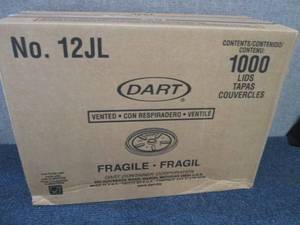 No. 12JL
CONTENTS/CONTENIDO/
CONTENU:
1000
LIDS
TAPAS
COUVERCLES
DART
VENTED • CON RESPIRADERO • VENTILÉ
FRAGILE • FRAGIL
DART CONTAINER CORPORATION